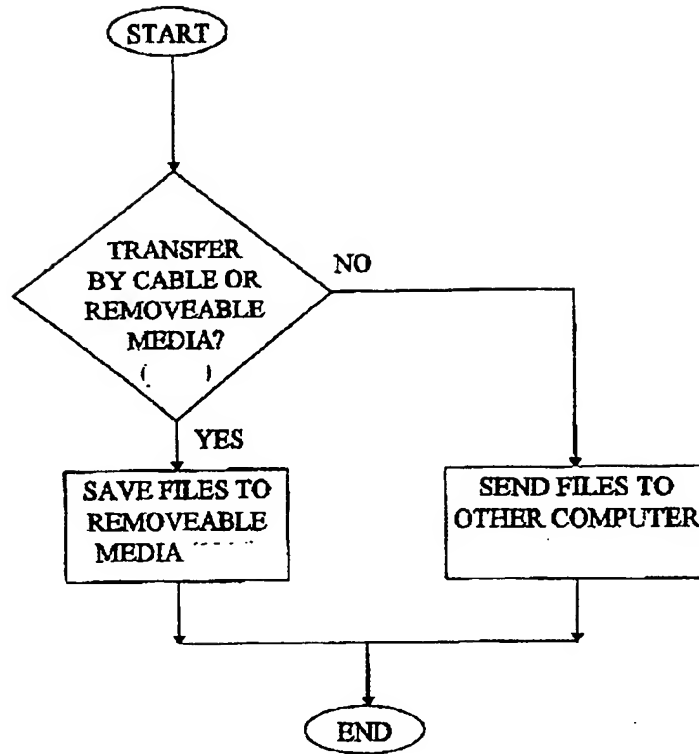 START
TRANSFER
BY CABLE OR
REMOVEABLE
MEDIA?
( )
NO
YES
SAVE FILES TO
REMOVEABLE
MEDIA
SEND FILES TO
OTHER COMPUTER
END